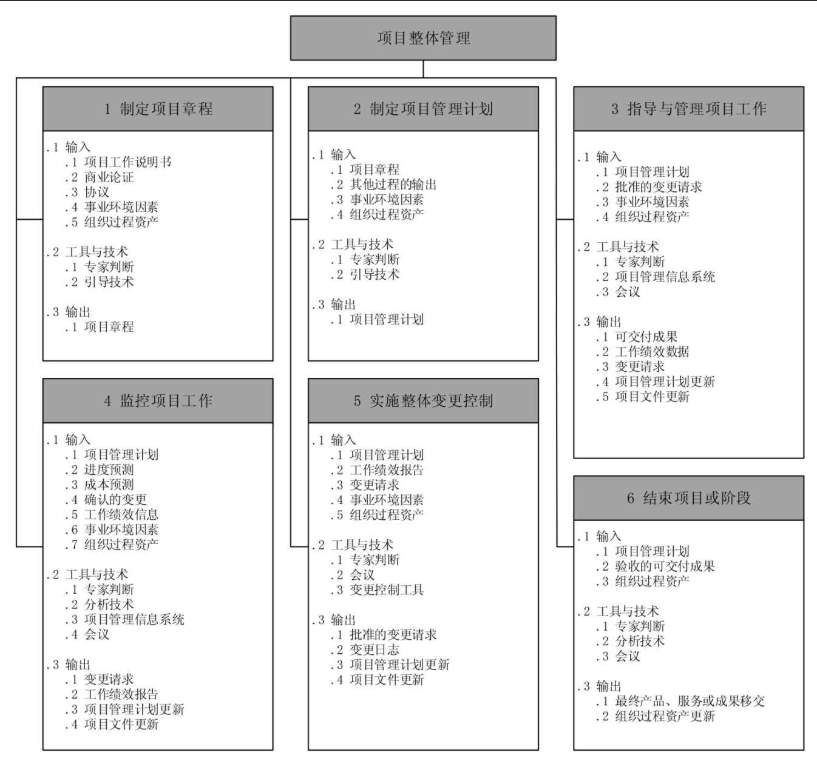 项目整体管理
1 制定项目章程
.1 输入
.1 项目工作说明书
.2 商业论证
.3 协议
.4 事业环境因素
.5 组织过程资产
.2 工具与技术
.1 专家判断
.2 引导技术
.3 输出
.1 项目章程
2 制定项目管理计划
.1 输入
.1 项目章程
.2 其他过程的输出
.3 事业环境因素
.4 组织过程资产
.2 工具与技术
.1 专家判断
.2 引导技术
.3 输出
.1 项目管理计划
3 指导与管理项目工作
.1 输入
.1 项目管理计划
.2 批准的变更请求
.3 事业环境因素
.4 组织过程资产
.2 工具与技术
.1 专家判断
.2 项目管理信息系统
.3 会议
.3 输出
.1 可交付成果
.2 工作绩效数据
.3 变更请求
.4 项目管理计划更新
.5 项目文件更新
4 监控项目工作
.1 输入
.1 项目管理计划
.2 进度预测
.3 成本预测
.4 确认的变更
.5 工作绩效信息
.6 事业环境因素
.7 组织过程资产
.2 工具与技术
.1 专家判断
.2 分析技术
.3 项目管理信息系统
.4 会议
.3 输出
.1 变更请求
.2 工作绩效报告
.3 项目管理计划更新
.4 项目文件更新
5 实施整体变更控制
.1 输入
.1 项目管理计划
.2 工作绩效报告
.3 变更请求
.4 事业环境因素
.5 组织过程资产
.2 工具与技术
.1 专家判断
.2 会议
.3 变更控制工具
.3 输出
.1 批准的变更请求
.2 变更日志
.3 项目管理计划更新
.4 项目文件更新
6 结束项目或阶段
.1 输入
.1 项目管理计划
.2 验收的可交付成果
.3 组织过程资产
.2 工具与技术
.1 专家判断
.2 分析技术
.3 会议
.3 输出
.1 最终产品、服务或成果移交
.2 组织过程资产更新